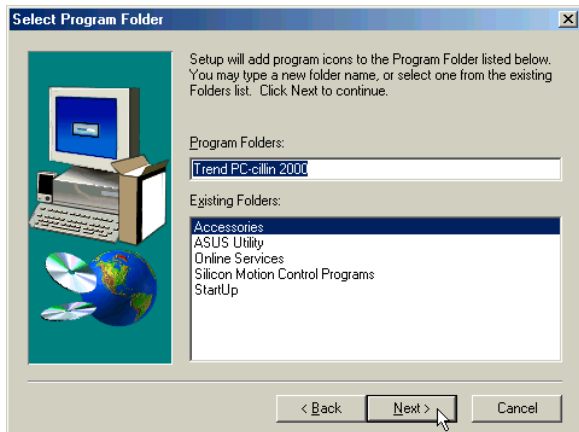 Select Program Folder
Setup will add program icons to the Program Folder listed below.
You may type a new folder name, or select one from the existing
Folders list. Click Next to continue.
Program Folders:
Trend PC-cillin 2000
Existing Folders:
Accessories
ASUS Utility
Online Services
Silicon Motion Control Programs
StartUp
< Back
Next >
Cancel